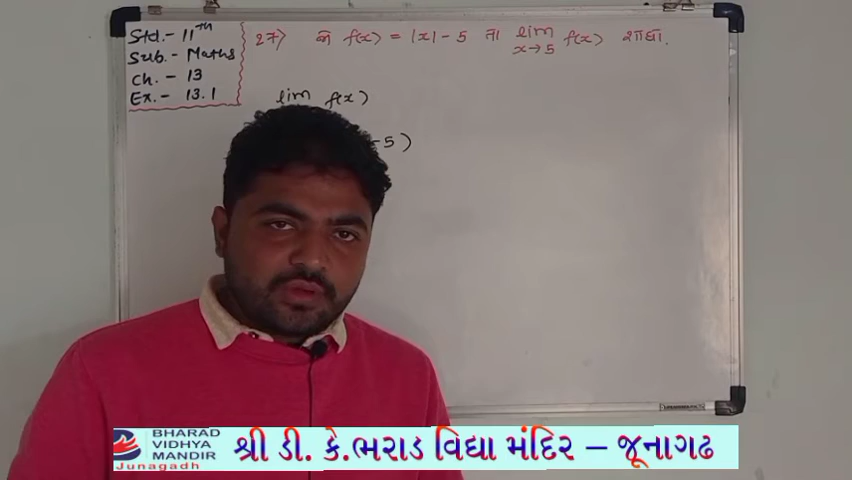 Std.- 11th
Sub.- Maths
Ch. - 13
Ex.- 13.1
27) જો f(x) = |x| - 5 તો lim x→5 f(x) શોધો.
lim f(x)
-5)
BHARAD
VIDHYA
MANDIR
Junagadh
શ્રી ડી. કે.ભરાડ વિદ્યા મંદિર – જૂનાગઢ